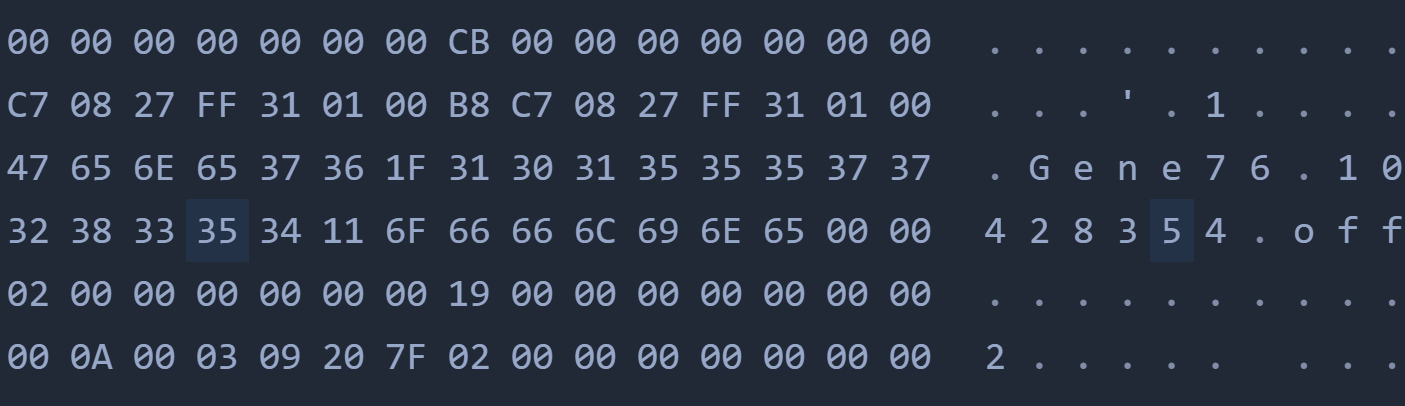 00 00 00 00 00 00 00 CB 00 00 00 00 00 00 00 . . . . . . . . . .
C7 08 27 FF 31 01 00 B8 C7 08 27 FF 31 01 00 . . . ' . 1 . . . .
47 65 6E 65 37 36 1F 31 30 31 35 35 35 37 37 . G e n e 7 6 . 1 0
32 38 33 35 34 11 6F 66 66 6C 69 6E 65 00 00 4 2 8 3 5 4 . o f f
02 00 00 00 00 00 00 19 00 00 00 00 00 00 00 . . . . . . . . . .
00 0A 00 03 09 20 7F 02 00 00 00 00 00 00 00 2 . . . . .   . . .